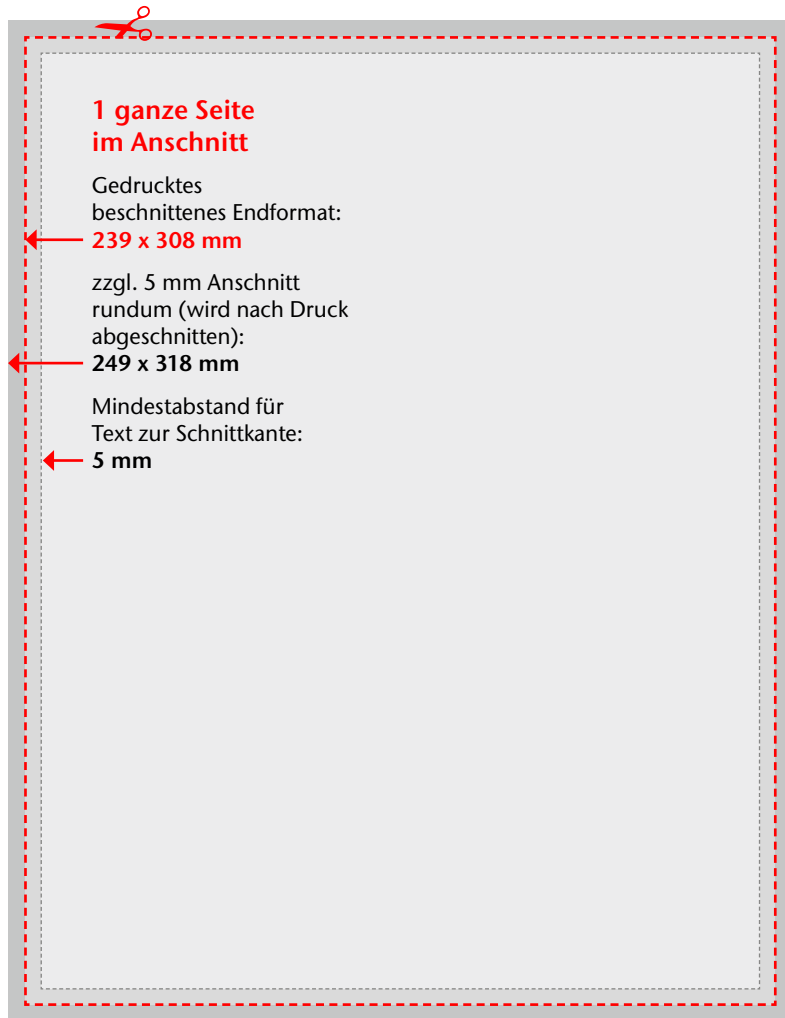 1 ganze Seite
im Anschnitt
Gedrucktes
beschnittenes Endformat:
239 x 308 mm
zzgl. 5 mm Anschnitt
rundum (wird nach Druck
abgeschnitten):
249 x 318 mm
Mindestabstand für
Text zur Schnittkante:
5 mm